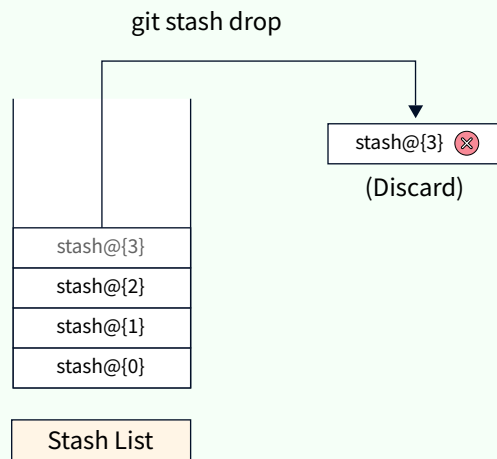 git stash drop
stash@{3}
(Discard)
stash@{3}
stash@{2}
stash@{1}
stash@{0}
Stash List